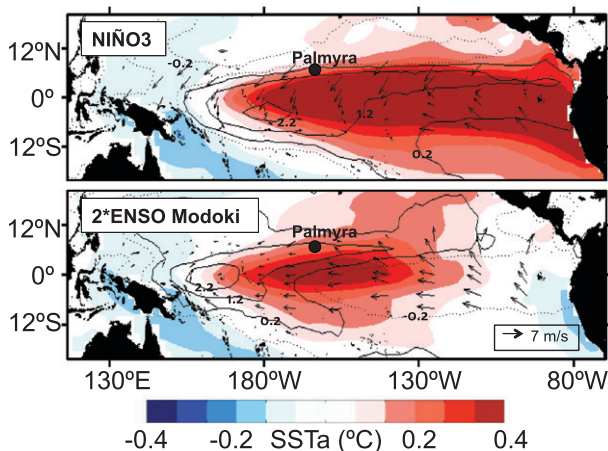 12ºN
NIÑO3
-0.2
Palmyra
0º
2.2
1.2
12ºS
0.2
12ºN
2*ENSO Modoki
Palmyra
0º
2.2
1.2
12ºS
0.2
-0.2
7 m/s
130ºE 180ºW 130ºW 80ºW
-0.4 -0.2 SSTa (ºC) 0.2 0.4